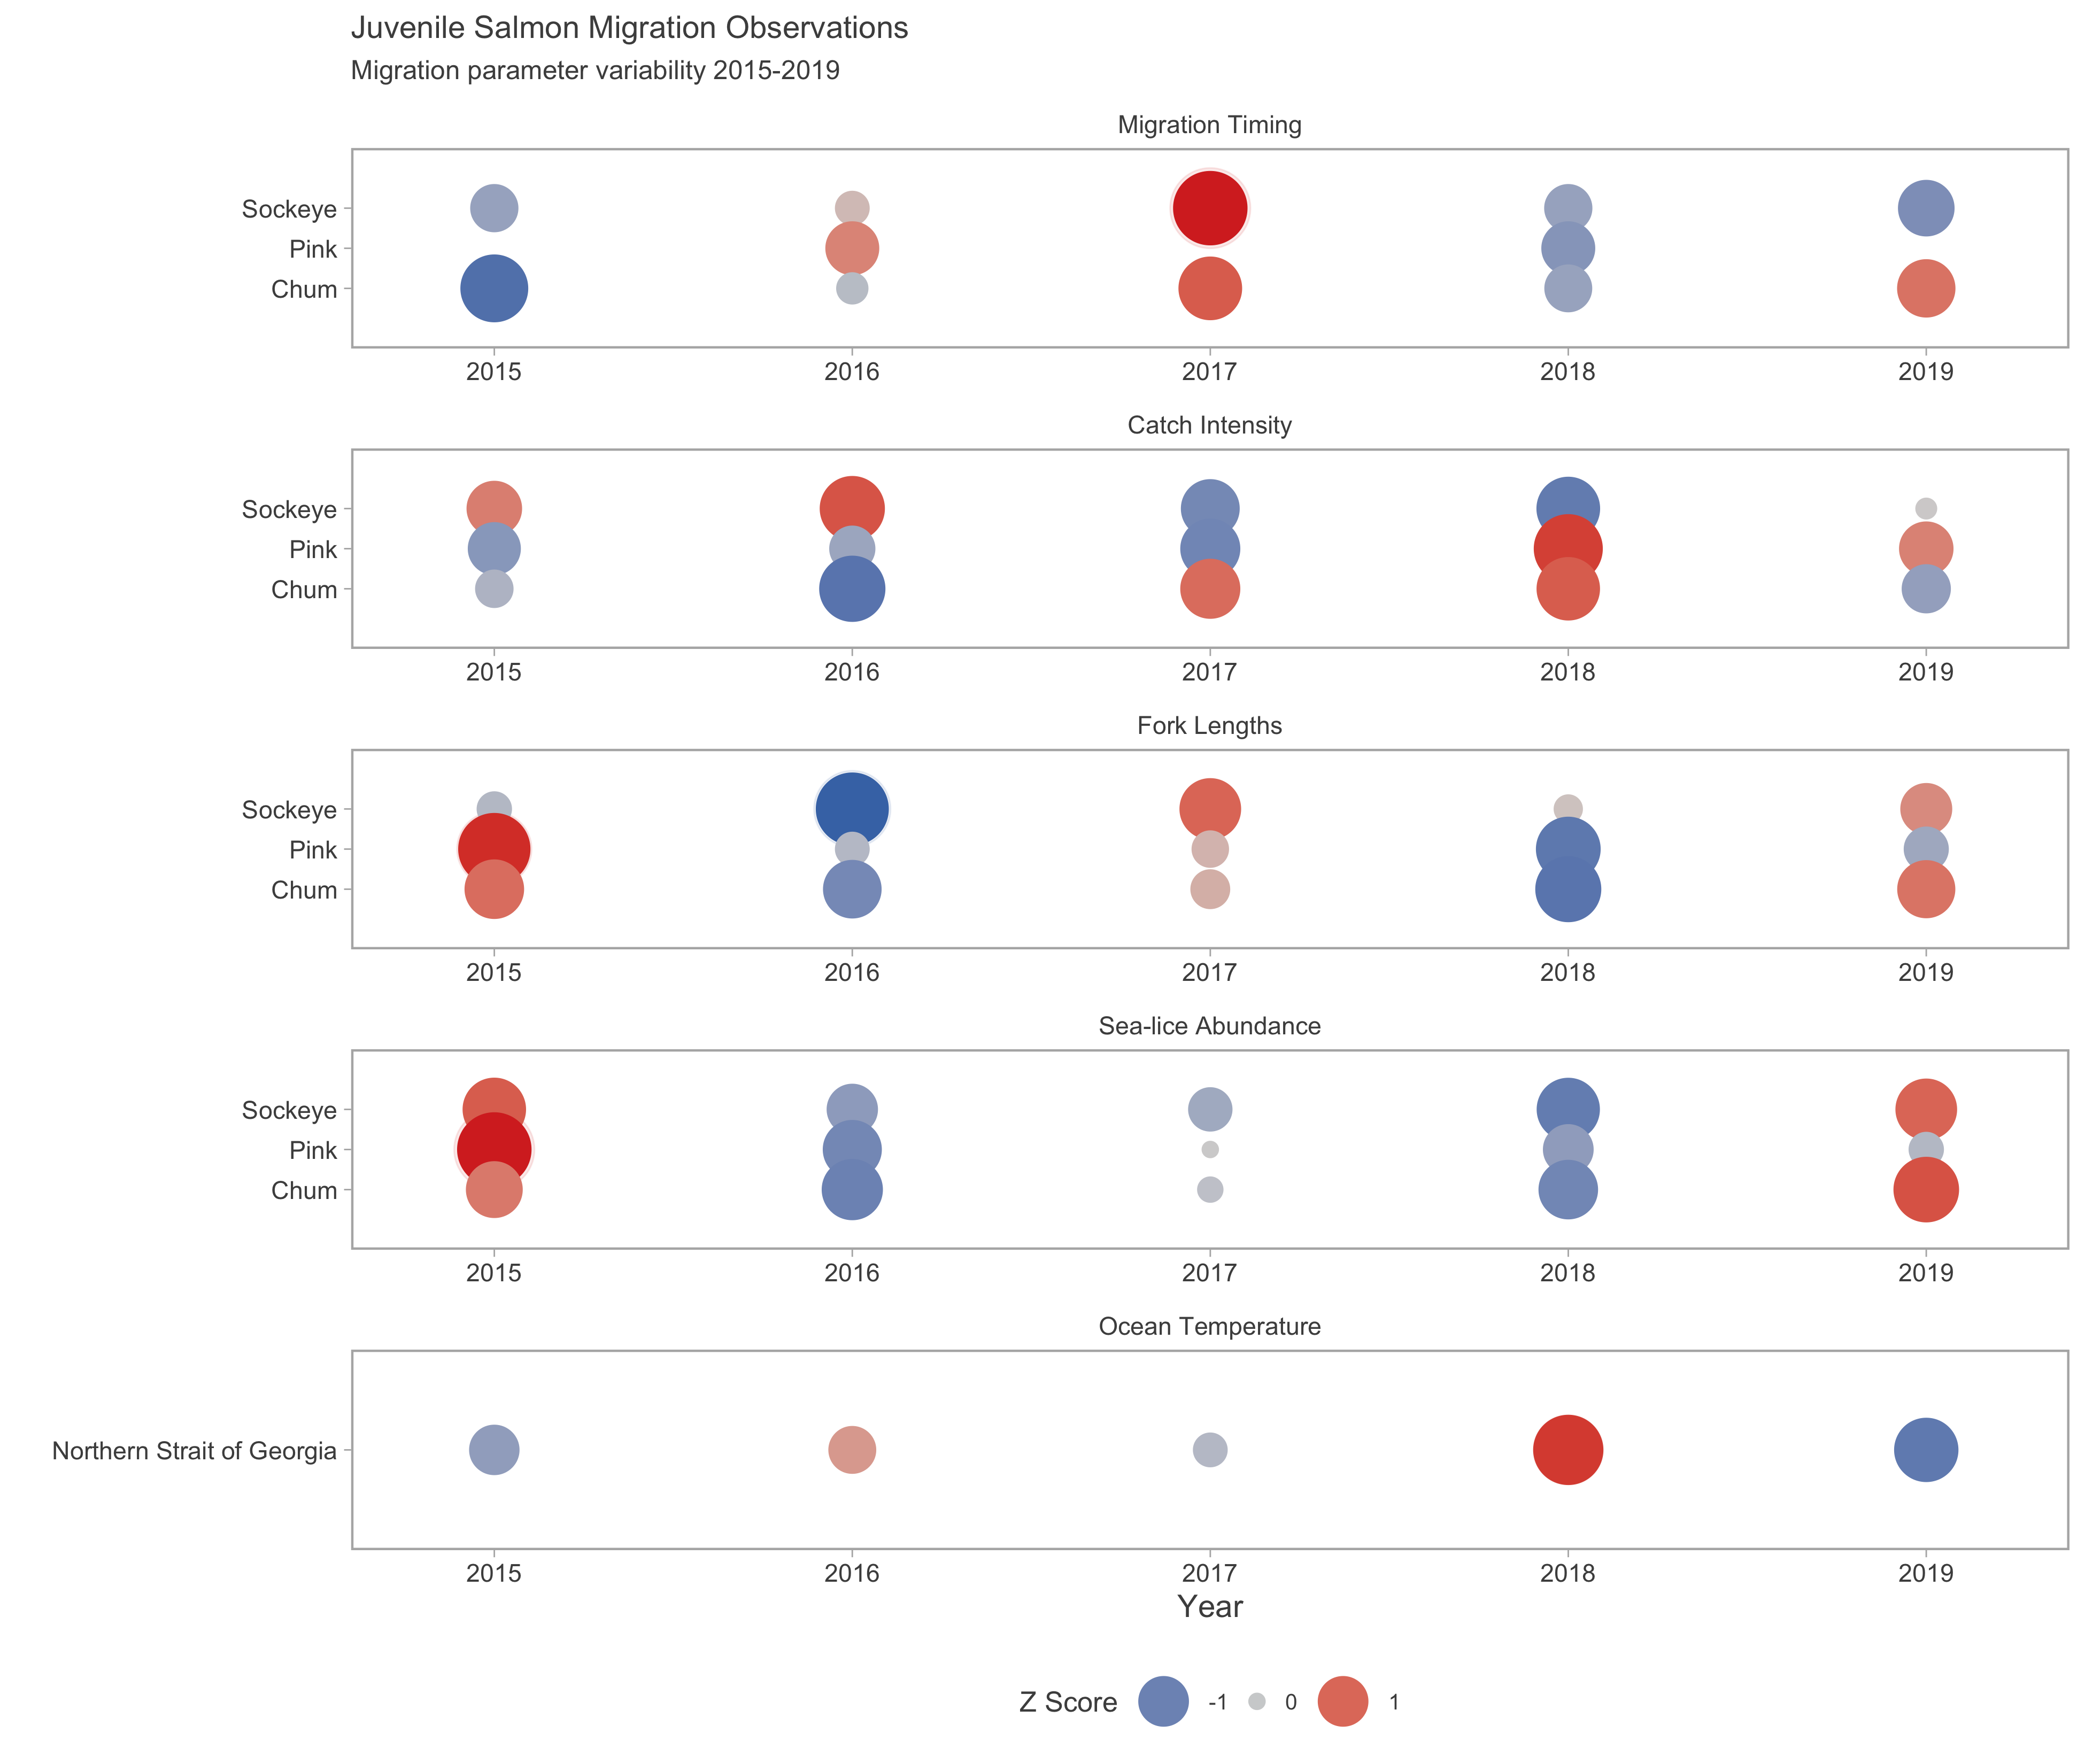 Juvenile Salmon Migration Observations
Migration parameter variability 2015-2019
Migration Timing
Sockeye
Pink
Chum
2015 2016 2017 2018 2019
Catch Intensity
Sockeye
Pink
Chum
2015 2016 2017 2018 2019
Fork Lengths
Sockeye
Pink
Chum
2015 2016 2017 2018 2019
Sea-lice Abundance
Sockeye
Pink
Chum
2015 2016 2017 2018 2019
Ocean Temperature
Northern Strait of Georgia
2015 2016 2017 2018 2019
Year
Z Score -1 0 1